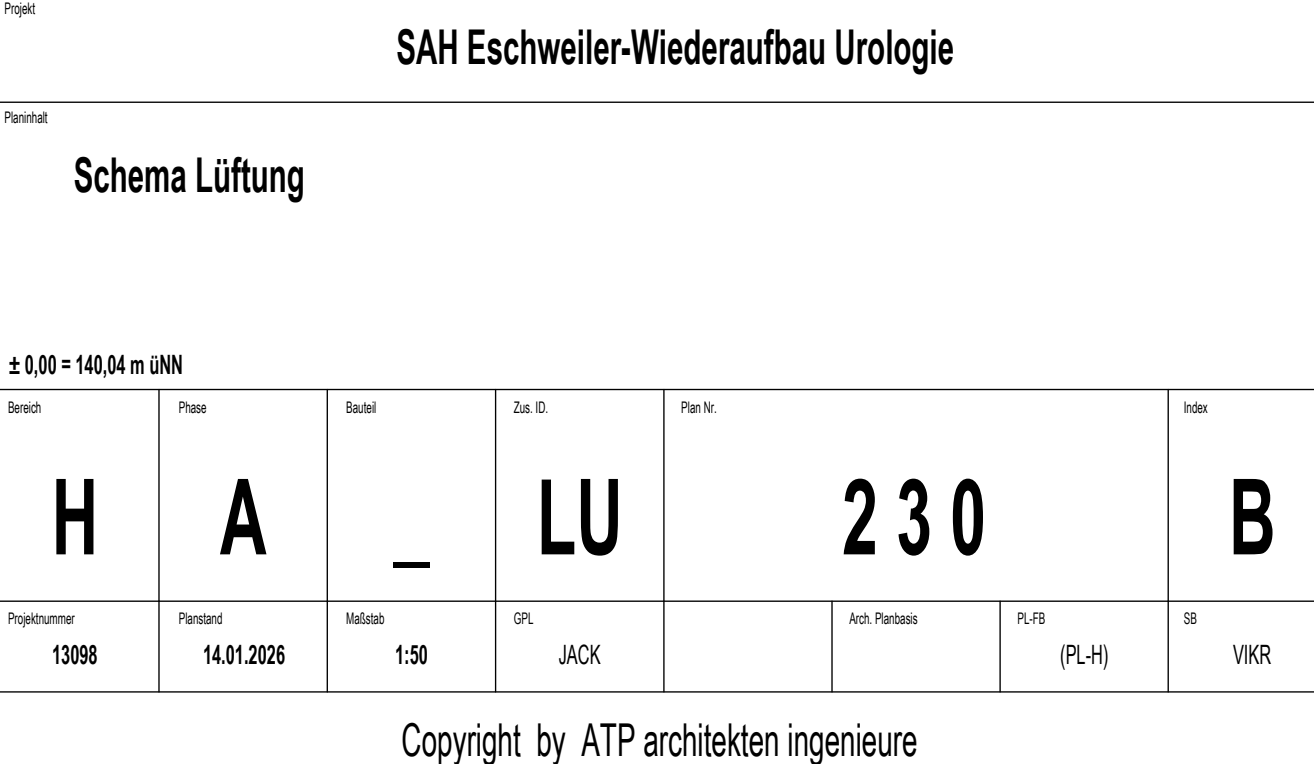 Projekt
SAH Eschweiler-Wiederaufbau Urologie
Planinhalt
Schema Lüftung
± 0,00 = 140,04 m üNN
Bereich Phase Bauteil Zus. ID. Plan Nr. Index
H A _ LU 2 3 0 B
Projektnummer Planstand Maßstab GPL Arch. Planbasis PL-FB SB
13098 14.01.2026 1:50 JACK (PL-H) VIKR
Copyright by ATP architekten ingenieure